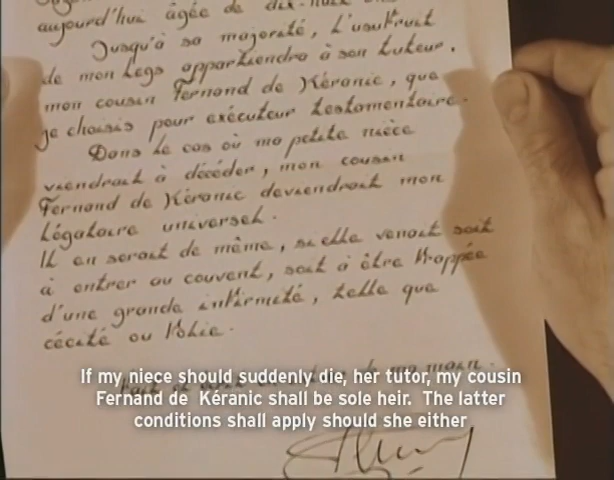 aujourd'hui âgée de dix-huit ans
Jusqu'à sa majorité, l'usufruit
de mon legs appartiendra à son tuteur.
mon cousin Fernand de Kéranic, que
je choisis pour exécuteur testamentaire.
Dans le cas où ma petite nièce
viendrait à décéder, mon cousin
Fernand de Kéranic deviendrait mon
légataire universel.
Il en serait de même, si elle venait soit
à entrer au couvent, soit à être frappée
d'une grande infirmité, telle que
cécité ou folie.
de ma main.
If my niece should suddenly die, her tutor, my cousin
Fernand de Kéranic shall be sole heir. The latter
conditions shall apply should she either